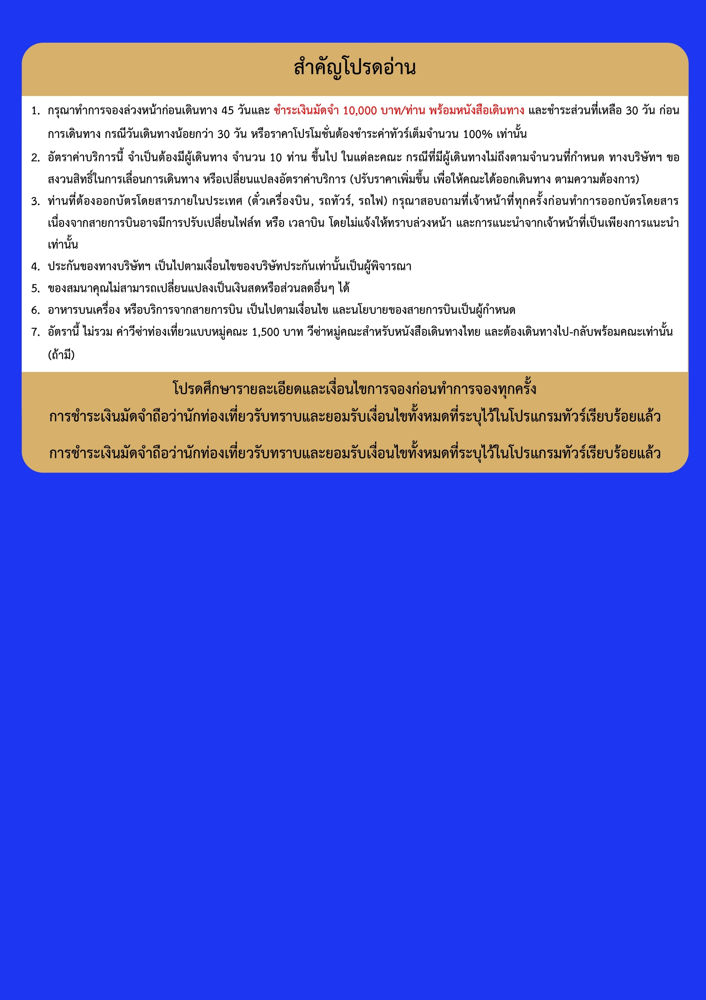 สำคัญโปรดอ่าน
1. กรุณาทำการจองล่วงหน้าก่อนเดินทาง 45 วันและ ชำระเงินมัดจำ 10,000 บาท/ท่าน พร้อมหนังสือเดินทาง และชำระส่วนที่เหลือ 30 วัน ก่อน
การเดินทาง กรณีวันเดินทางน้อยกว่า 30 วัน หรือราคาโปรโมชั่นต้องชำระค่าทัวร์เต็มจำนวน 100% เท่านั้น
2. อัตราค่าบริการนี้ จำเป็นต้องมีผู้เดินทาง จำนวน 10 ท่าน ขึ้นไป ในแต่ละคณะ กรณีที่มีผู้เดินทางไม่ถึงตามจำนวนที่กำหนด ทางบริษัทฯ ขอ
สงวนสิทธิ์ในการเลื่อนการเดินทาง หรือเปลี่ยนแปลงอัตราค่าบริการ (ปรับราคาเพิ่มขึ้น เพื่อให้คณะได้ออกเดินทาง ตามความต้องการ)
3. ท่านที่ต้องออกบัตรโดยสารภายในประเทศ (ตั๋วเครื่องบิน, รถทัวร์, รถไฟ) กรุณาสอบถามที่เจ้าหน้าที่ทุกครั้งก่อนทำการออกบัตรโดยสาร
เนื่องจากสายการบินอาจมีการปรับเปลี่ยนไฟล์ท หรือ เวลาบิน โดยไม่แจ้งให้ทราบล่วงหน้า และการแนะนำจากเจ้าหน้าที่เป็นเพียงการแนะนำ
เท่านั้น
4. ประกันของทางบริษัทฯ เป็นไปตามเงื่อนไขของบริษัทประกันเท่านั้นเป็นผู้พิจารณา
5. ของสมนาคุณไม่สามารถเปลี่ยนแปลงเป็นเงินสดหรือส่วนลดอื่นๆ ได้
6. อาหารบนเครื่อง หรือบริการจากสายการบิน เป็นไปตามเงื่อนไข และนโยบายของสายการบินเป็นผู้กำหนด
7. อัตรานี้ ไม่รวม ค่าวีซ่าท่องเที่ยวแบบหมู่คณะ 1,500 บาท วีซ่าหมู่คณะสำหรับหนังสือเดินทางไทย และต้องเดินทางไป-กลับพร้อมคณะเท่านั้น
(ถ้ามี)
โปรดศึกษารายละเอียดและเงื่อนไขการจองก่อนทำการจองทุกครั้ง
การชำระเงินมัดจำถือว่านักท่องเที่ยวรับทราบและยอมรับเงื่อนไขทั้งหมดที่ระบุไว้ในโปรแกรมทัวร์เรียบร้อยแล้ว
การชำระเงินมัดจำถือว่านักท่องเที่ยวรับทราบและยอมรับเงื่อนไขทั้งหมดที่ระบุไว้ในโปรแกรมทัวร์เรียบร้อยแล้ว